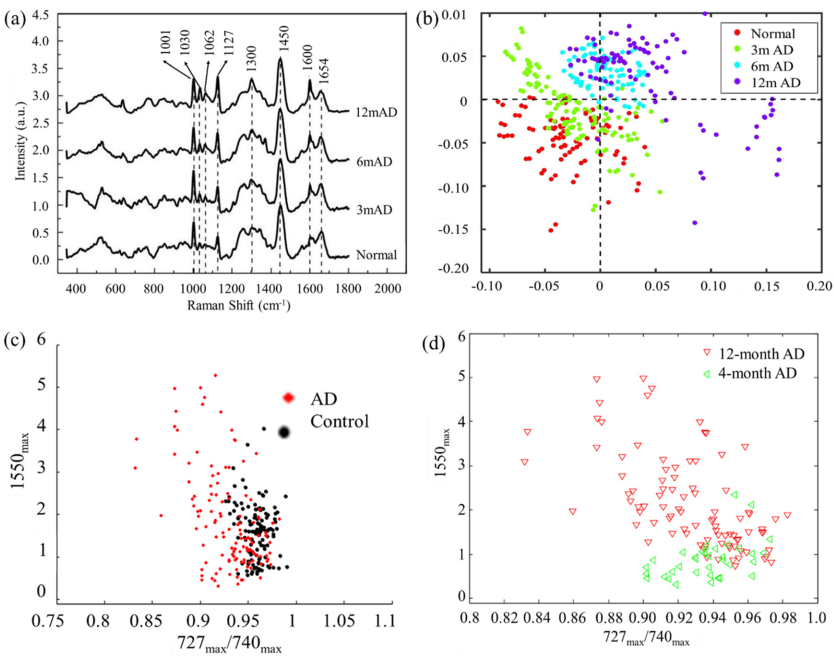 (a)
1001
1030
1062
1127
1300
1450
1600
1654
4.5
4.0
3.5
3.0
2.5
2.0
1.5
1.0
0.5
0.0
Intensity (a.u.)
12mAD
6mAD
3mAD
Normal
400 600 800 1000 1200 1400 1600 1800 2000
Raman Shift (cm-1)
(b)
0.01
0.05
0
-0.05
-0.10
-0.15
-0.20
Normal
3m AD
6m AD
12m AD
-0.10 -0.05 0 0.05 0.10 0.15 0.20
(c)
6
5
4
3
2
1
0
1550max
AD
Control
0.75 0.8 0.85 0.9 0.95 1 1.05 1.1
727max/740max
(d)
6
5
4
3
2
1
0
1550max
12-month AD
4-month AD
0.8 0.82 0.84 0.86 0.88 0.90 0.92 0.94 0.96 0.98 1.0
727max/740max